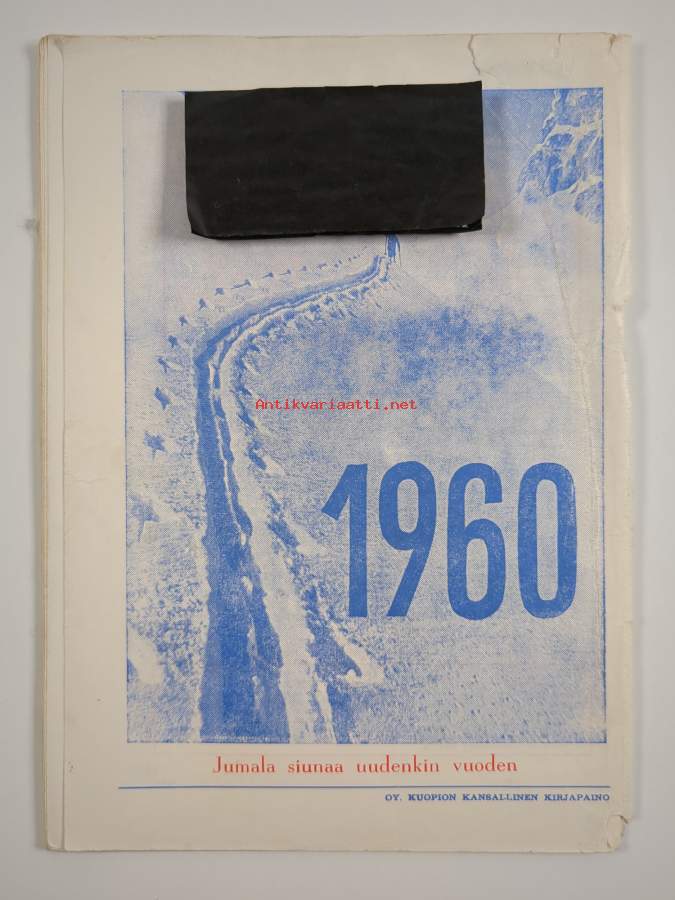 Antikvariaatti.net
1960
Jumala siunaa uudenkin vuoden
OY. KUOPION KANSALLINEN KIRJAPAINO